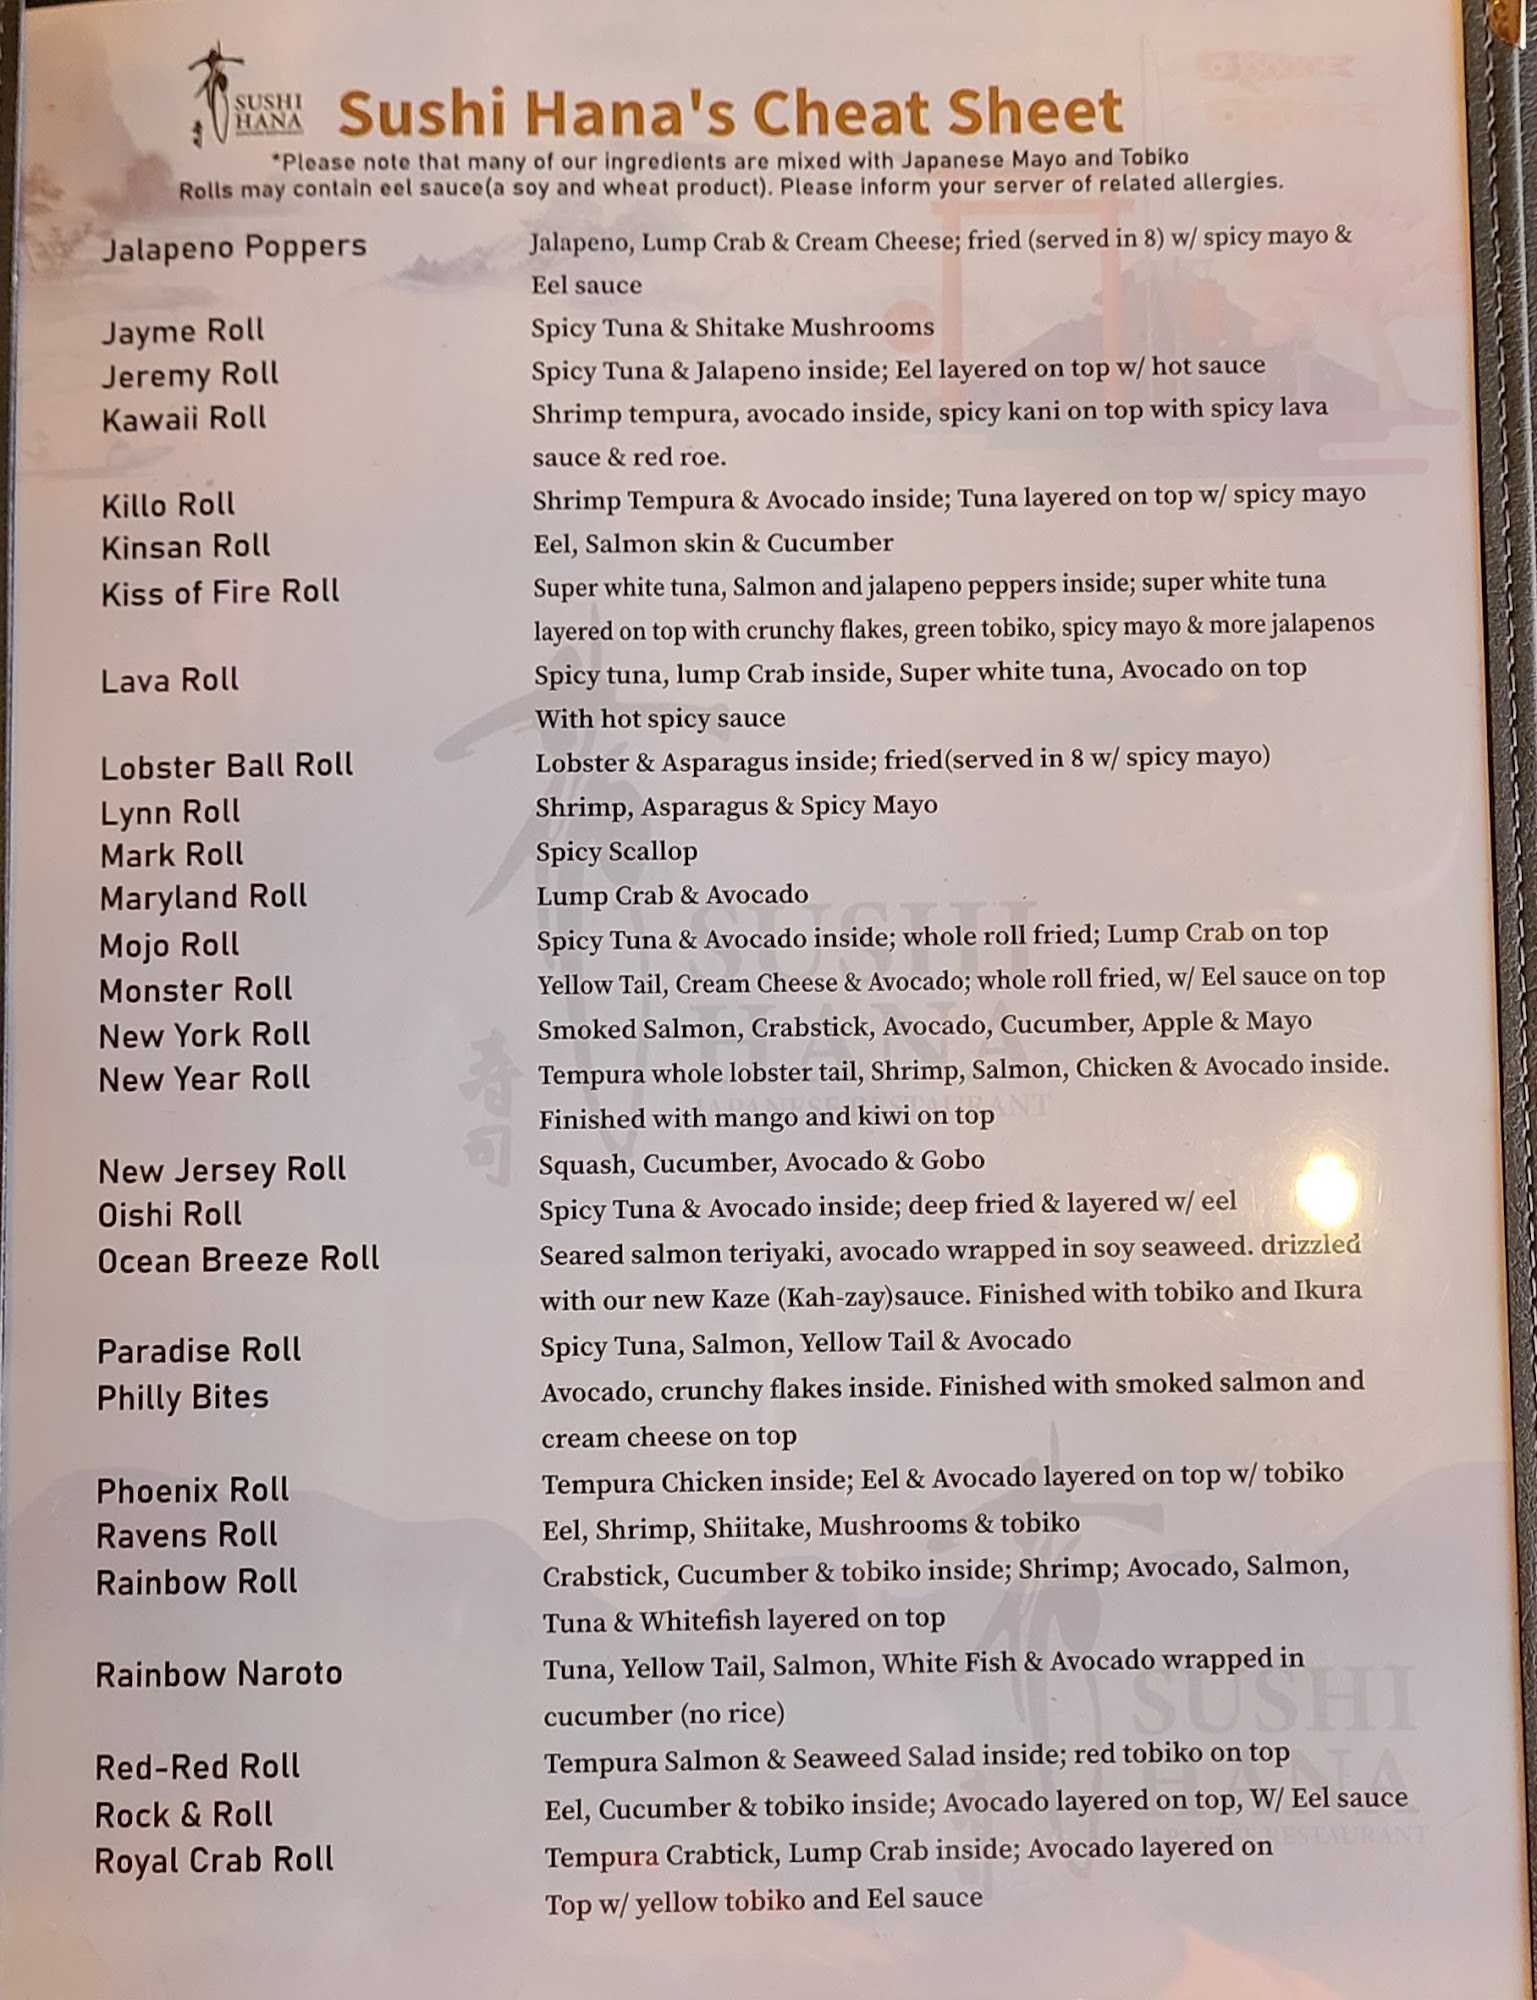 SUSHI
HANA
Sushi Hana's Cheat Sheet
*Please note that many of our ingredients are mixed with Japanese Mayo and Tobiko
Rolls may contain eel sauce(a soy and wheat product). Please inform your server of related allergies.
Jalapeno Poppers Jalapeno, Lump Crab & Cream Cheese; fried (served in 8) w/ spicy mayo &
Eel sauce
Jayme Roll Spicy Tuna & Shitake Mushrooms
Jeremy Roll Spicy Tuna & Jalapeno inside; Eel layered on top w/ hot sauce
Kawaii Roll Shrimp tempura, avocado inside, spicy kani on top with spicy lava
sauce & red roe.
Killo Roll Shrimp Tempura & Avocado inside; Tuna layered on top w/ spicy mayo
Kinsan Roll Eel, Salmon skin & Cucumber
Kiss of Fire Roll Super white tuna, Salmon and jalapeno peppers inside; super white tuna
layered on top with crunchy flakes, green tobiko, spicy mayo & more jalapenos
Lava Roll Spicy tuna, lump Crab inside, Super white tuna, Avocado on top
With hot spicy sauce
Lobster Ball Roll Lobster & Asparagus inside; fried(served in 8 w/ spicy mayo)
Lynn Roll Shrimp, Asparagus & Spicy Mayo
Mark Roll Spicy Scallop
Maryland Roll Lump Crab & Avocado
Mojo Roll Spicy Tuna & Avocado inside; whole roll fried; Lump Crab on top
Monster Roll Yellow Tail, Cream Cheese & Avocado; whole roll fried, w/ Eel sauce on top
New York Roll Smoked Salmon, Crabstick, Avocado, Cucumber, Apple & Mayo
New Year Roll Tempura whole lobster tail, Shrimp, Salmon, Chicken & Avocado inside.
Finished with mango and kiwi on top
New Jersey Roll Squash, Cucumber, Avocado & Gobo
Oishi Roll Spicy Tuna & Avocado inside; deep fried & layered w/ eel
Ocean Breeze Roll Seared salmon teriyaki, avocado wrapped in soy seaweed. drizzled
with our new Kaze (Kah-zay)sauce. Finished with tobiko and Ikura
Paradise Roll Spicy Tuna, Salmon, Yellow Tail & Avocado
Philly Bites Avocado, crunchy flakes inside. Finished with smoked salmon and
cream cheese on top
Phoenix Roll Tempura Chicken inside; Eel & Avocado layered on top w/ tobiko
Ravens Roll Eel, Shrimp, Shiitake, Mushrooms & tobiko
Rainbow Roll Crabstick, Cucumber & tobiko inside; Shrimp; Avocado, Salmon,
Tuna & Whitefish layered on top
Rainbow Naroto Tuna, Yellow Tail, Salmon, White Fish & Avocado wrapped in
cucumber (no rice)
Red-Red Roll Tempura Salmon & Seaweed Salad inside; red tobiko on top
Rock & Roll Eel, Cucumber & tobiko inside; Avocado layered on top, W/ Eel sauce
Royal Crab Roll Tempura Crabtick, Lump Crab inside; Avocado layered on
Top w/ yellow tobiko and Eel sauce
SUSHI
HANA
JAPANESE RESTAURANT
寿司
SUSHI
HANA